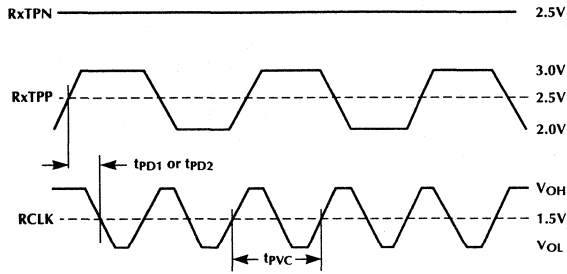 RxTPN 2.5V
3.0V
RxTPP 2.5V
2.0V
tPD1 or tPD2
VOH
RCLK 1.5V
tPVC VOL